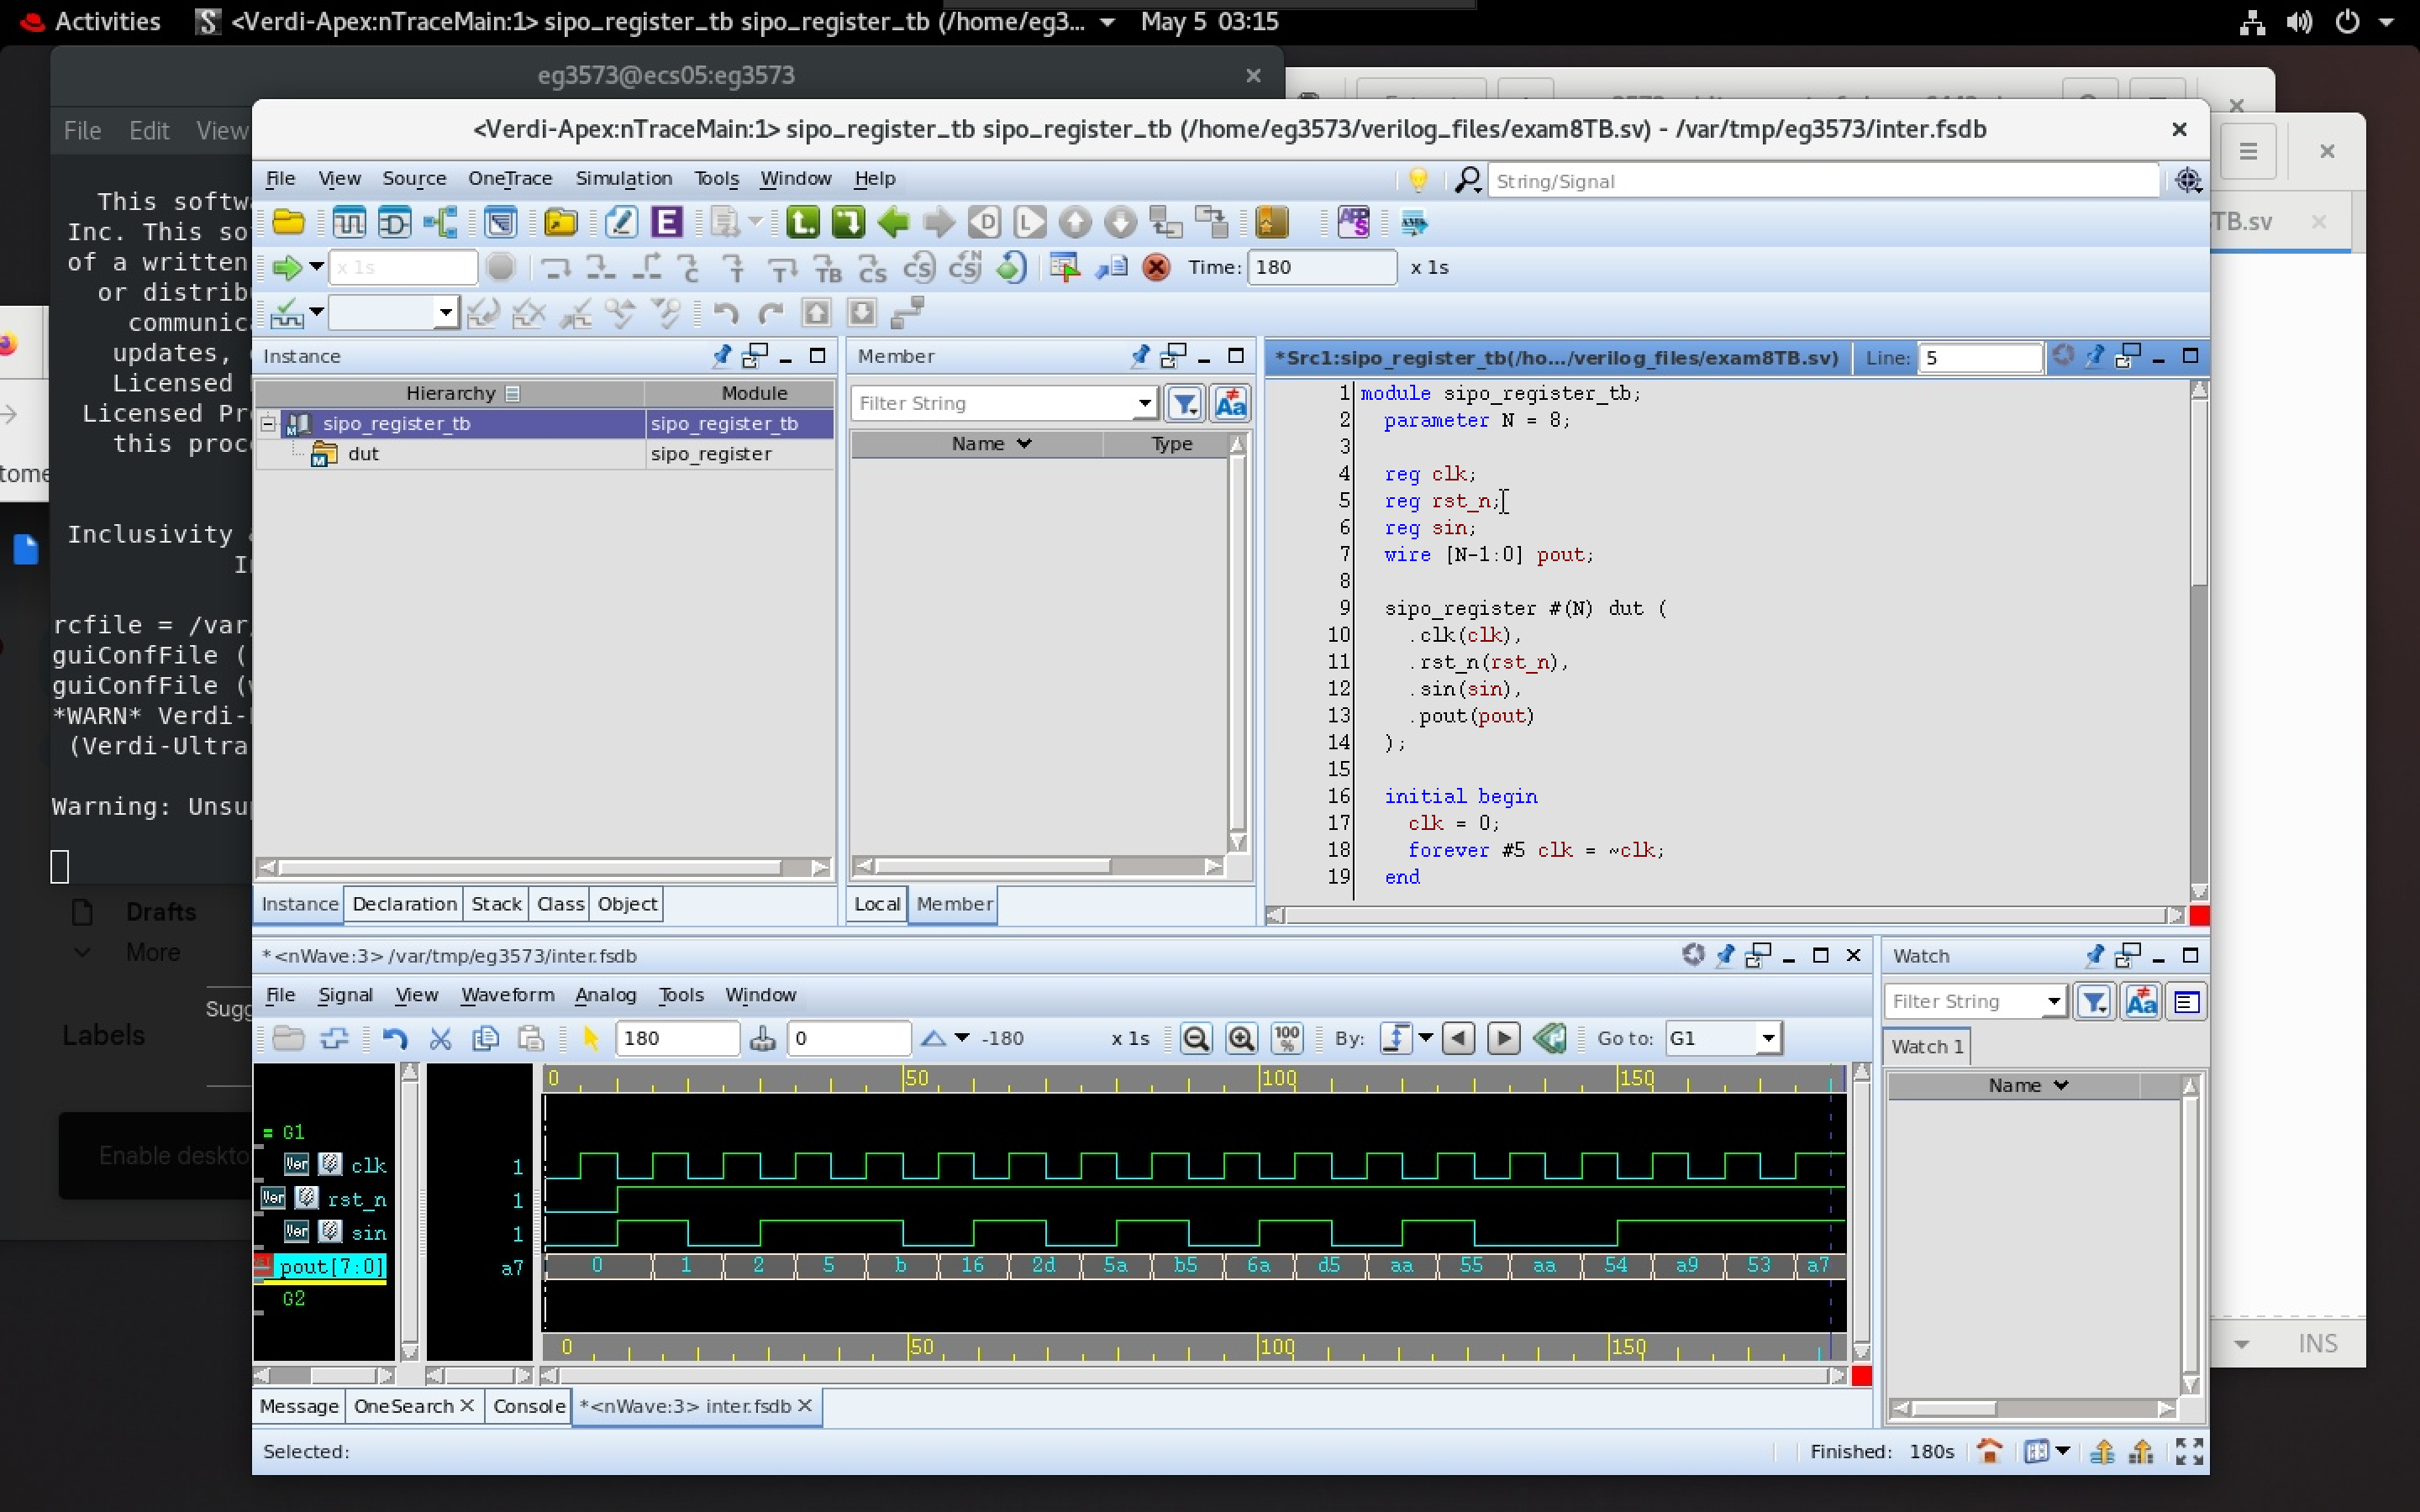 Activities
<Verdi-Apex:nTraceMain:1> sipo_register_tb sipo_register_tb (/home/eg3...
May 5 03:15
eg3573@ecs05:eg3573
File Edit View
This softwa
Inc. This so
of a written
or distrib
communic
updates,
Licensed
Licensed Pr
this proce
Inclusivity
I
rcfile = /var
guiConfFile (
guiConfFile (
*WARN* Verdi-
(Verdi-Ultra
Warning: Unsu
tome
Drafts
More
Sugg
Labels
Enable deskto
TB.sv
INS
<Verdi-Apex:nTraceMain:1> sipo_register_tb sipo_register_tb (/home/eg3573/verilog_files/exam8TB.sv) - /var/tmp/eg3573/inter.fsdb
File View Source OneTrace Simulation Tools Window Help
String/Signal
x 1s
Time: 180 x 1s
Instance
Hierarchy Module
sipo_register_tb sipo_register_tb
dut sipo_register
Instance Declaration Stack Class Object
Member
Filter String
Name Type
Local Member
*Src1:sipo_register_tb(/ho.../verilog_files/exam8TB.sv) Line: 5
1 module sipo_register_tb;
2 parameter N = 8;
3
4 reg clk;
5 reg rst_n;
6 reg sin;
7 wire [N-1:0] pout;
8
9 sipo_register #(N) dut (
10 .clk(clk),
11 .rst_n(rst_n),
12 .sin(sin),
13 .pout(pout)
14 );
15
16 initial begin
17 clk = 0;
18 forever #5 clk = ~clk;
19 end
*<nWave:3> /var/tmp/eg3573/inter.fsdb
File Signal View Waveform Analog Tools Window
180 0 -180 x 1s 100 % By: Go to: G1
0 50 100 150
= G1
clk 1
rst_n 1
sin 1
pout[7:0] a7 0 1 2 5 b 16 2d 5a b5 6a d5 aa 55 aa 54 a9 53 a7
G2
0 50 100 150
Message OneSearch Console *<nWave:3> inter.fsdb
Watch
Filter String
Watch 1
Name
Selected: Finished: 180s